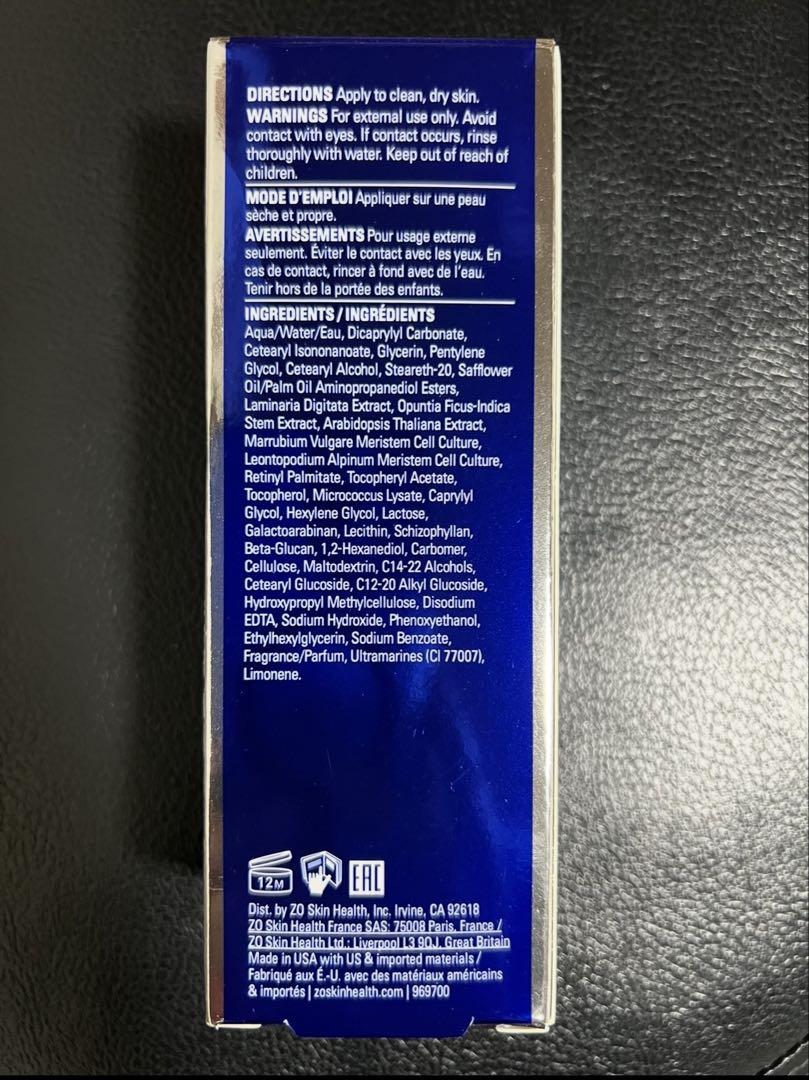 DIRECTIONS Apply to clean, dry skin.
WARNINGS For external use only. Avoid
contact with eyes. If contact occurs, rinse
thoroughly with water. Keep out of reach of
children.
MODE D'EMPLOI Appliquer sur une peau
sèche et propre.
AVERTISSEMENTS Pour usage externe
seulement. Éviter le contact avec les yeux. En
cas de contact, rincer à fond avec de l'eau.
Tenir hors de la portée des enfants.
INGREDIENTS / INGRÉDIENTS
Aqua/Water/Eau, Dicaprylyl Carbonate,
Cetearyl Isononanoate, Glycerin, Pentylene
Glycol, Cetearyl Alcohol, Steareth-20, Safflower
Oil/Palm Oil Aminopropanediol Esters,
Laminaria Digitata Extract, Opuntia Ficus-Indica
Stem Extract, Arabidopsis Thaliana Extract,
Marrubium Vulgare Meristem Cell Culture,
Leontopodium Alpinum Meristem Cell Culture,
Retinyl Palmitate, Tocopheryl Acetate,
Tocopherol, Micrococcus Lysate, Caprylyl
Glycol, Hexylene Glycol, Lactose,
Galactoarabinan, Lecithin, Schizophyllan,
Beta-Glucan, 1,2-Hexanediol, Carbomer,
Cellulose, Maltodextrin, C14-22 Alcohols,
Cetearyl Glucoside, C12-20 Alkyl Glucoside,
Hydroxypropyl Methylcellulose, Disodium
EDTA, Sodium Hydroxide, Phenoxyethanol,
Ethylhexylglycerin, Sodium Benzoate,
Fragrance/Parfum, Ultramarines (CI 77007),
Limonene.
12M EAC
Dist. by ZO Skin Health, Inc. Irvine, CA 92618
ZO Skin Health France SAS: 75008 Paris, France /
ZO Skin Health Ltd.: Liverpool L3 9QJ, Great Britain
Made in USA with US & imported materials /
Fabriqué aux É.-U. avec des matériaux américains
& importés | zoskinhealth.com | 969700